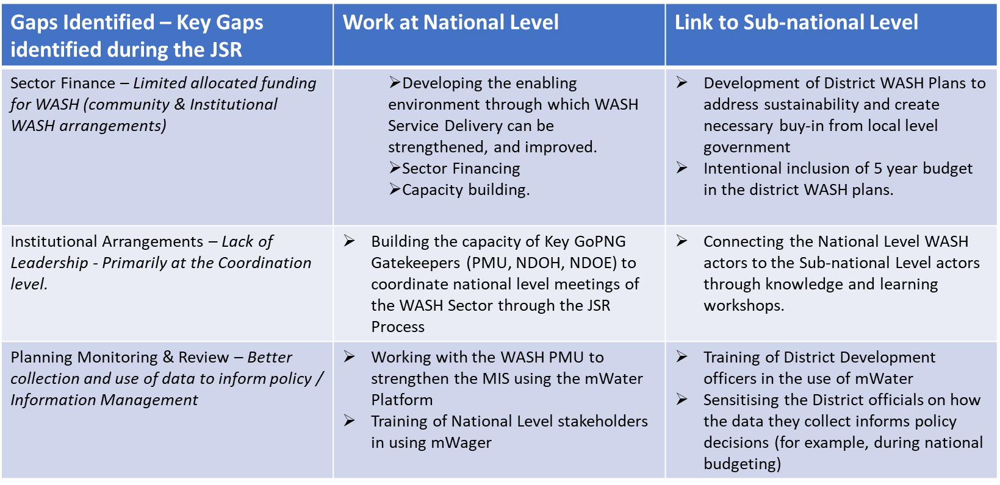 Gaps Identified – Key Gaps
identified during the JSR
Work at National Level
Link to Sub-national Level
Sector Finance – Limited allocated funding
for WASH (community & Institutional
WASH arrangements)
➢Developing the enabling
environment through which WASH
Service Delivery can be
strengthened, and improved.
➢Sector Financing
➢Capacity building.
➢ Development of District WASH Plans to
address sustainability and create
necessary buy-in from local level
government
➢ Intentional inclusion of 5 year budget
in the district WASH plans.
Institutional Arrangements – Lack of
Leadership - Primarily at the Coordination
level.
➢ Building the capacity of Key GoPNG
Gatekeepers (PMU, NDOH, NDOE) to
coordinate national level meetings of
the WASH Sector through the JSR
Process
➢ Connecting the National Level WASH
actors to the Sub-national Level actors
through knowledge and learning
workshops.
Planning Monitoring & Review – Better
collection and use of data to inform policy /
Information Management
➢ Working with the WASH PMU to
strengthen the MIS using the mWater
Platform
➢ Training of National Level stakeholders
in using mWager
➢ Training of District Development
officers in the use of mWater
➢ Sensitising the District officials on how
the data they collect informs policy
decisions (for example, during national
budgeting)